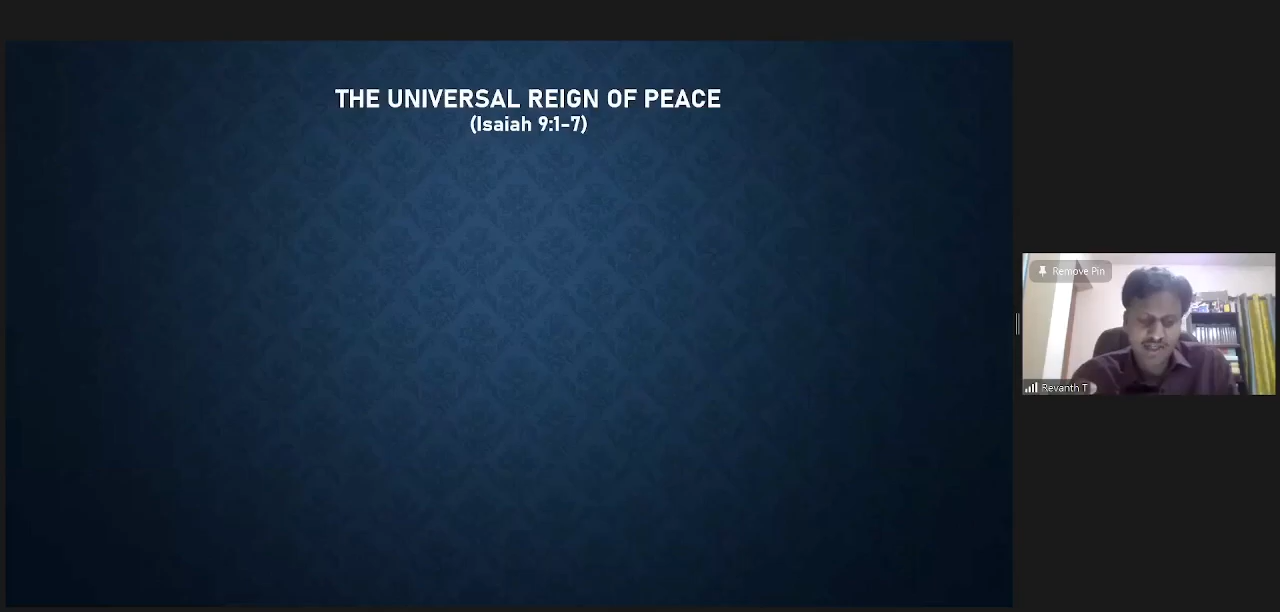 THE UNIVERSAL REIGN OF PEACE
(Isaiah 9:1-7)
Remove Pin
Revanth T